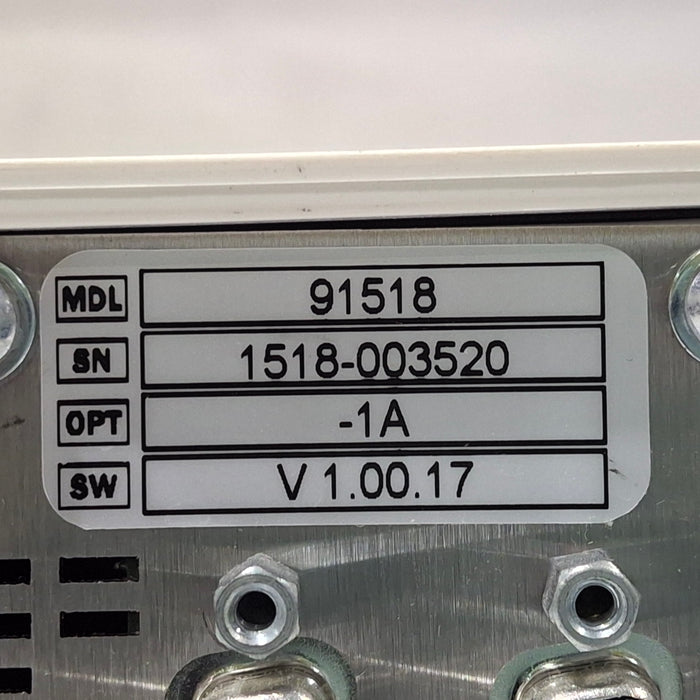 MDL 91518
SN 1518-003520
OPT -1A
SW V 1.00.17